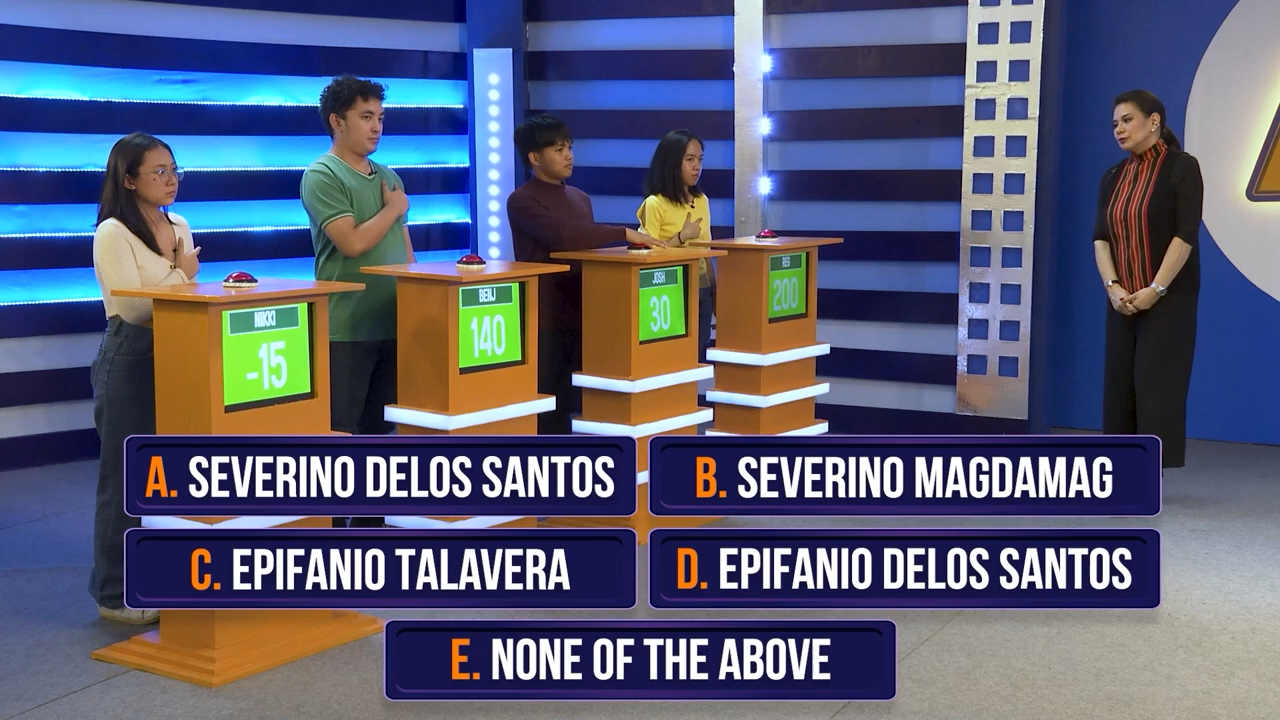 NIKKI
-15
BENJ
140
JOSH
30
REG
200
A. SEVERINO DELOS SANTOS
B. SEVERINO MAGDAMAG
C. EPIFANIO TALAVERA
D. EPIFANIO DELOS SANTOS
E. NONE OF THE ABOVE